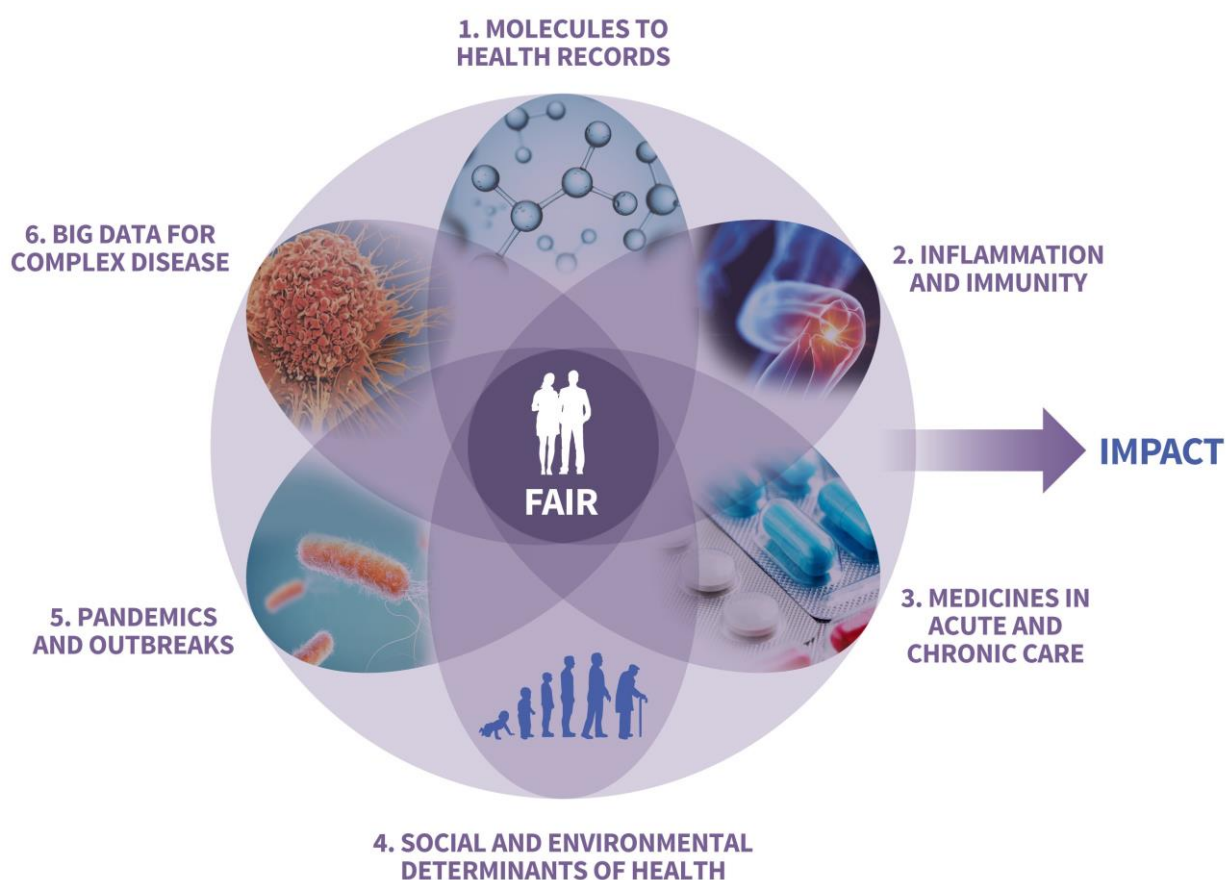 1. MOLECULES TO
HEALTH RECORDS
6. BIG DATA FOR
COMPLEX DISEASE
2. INFLAMMATION
AND IMMUNITY
FAIR
IMPACT
5. PANDEMICS
AND OUTBREAKS
3. MEDICINES IN
ACUTE AND
CHRONIC CARE
4. SOCIAL AND ENVIRONMENTAL
DETERMINANTS OF HEALTH